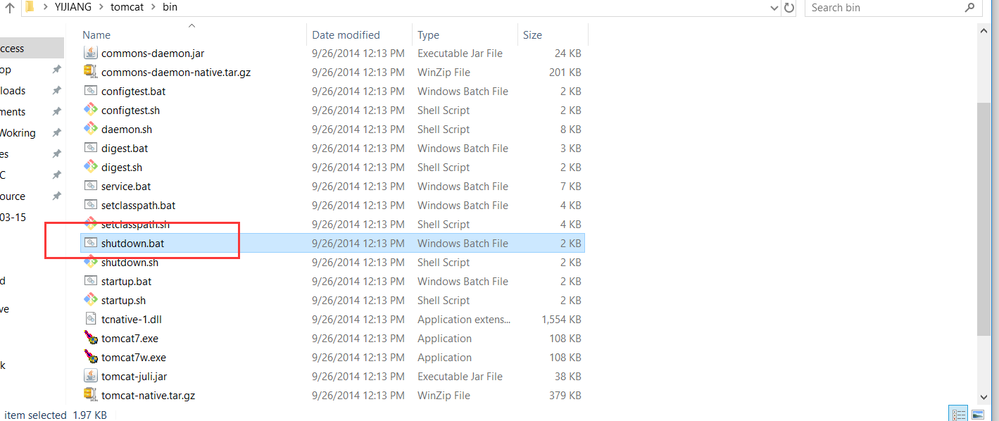 YIJIANG > tomcat > bin
Search bin
Name Date modified Type Size
ccess
op
loads
ments
Wokring
es
C
ource
03-15
d
ve
k
commons-daemon.jar 9/26/2014 12:13 PM Executable Jar File 24 KB
commons-daemon-native.tar.gz 9/26/2014 12:13 PM WinZip File 201 KB
configtest.bat 9/26/2014 12:13 PM Windows Batch File 2 KB
configtest.sh 9/26/2014 12:13 PM Shell Script 2 KB
daemon.sh 9/26/2014 12:13 PM Shell Script 8 KB
digest.bat 9/26/2014 12:13 PM Windows Batch File 3 KB
digest.sh 9/26/2014 12:13 PM Shell Script 2 KB
service.bat 9/26/2014 12:13 PM Windows Batch File 7 KB
setclasspath.bat 9/26/2014 12:13 PM Windows Batch File 4 KB
setclasspath.sh 9/26/2014 12:13 PM Shell Script 4 KB
shutdown.bat 9/26/2014 12:13 PM Windows Batch File 2 KB
shutdown.sh 9/26/2014 12:13 PM Shell Script 2 KB
startup.bat 9/26/2014 12:13 PM Windows Batch File 2 KB
startup.sh 9/26/2014 12:13 PM Shell Script 2 KB
tcnative-1.dll 9/26/2014 12:13 PM Application extens... 1,554 KB
tomcat7.exe 9/26/2014 12:13 PM Application 108 KB
tomcat7w.exe 9/26/2014 12:13 PM Application 108 KB
tomcat-juli.jar 9/26/2014 12:13 PM Executable Jar File 38 KB
tomcat-native.tar.gz 9/26/2014 12:13 PM WinZip File 379 KB
item selected 1.97 KB